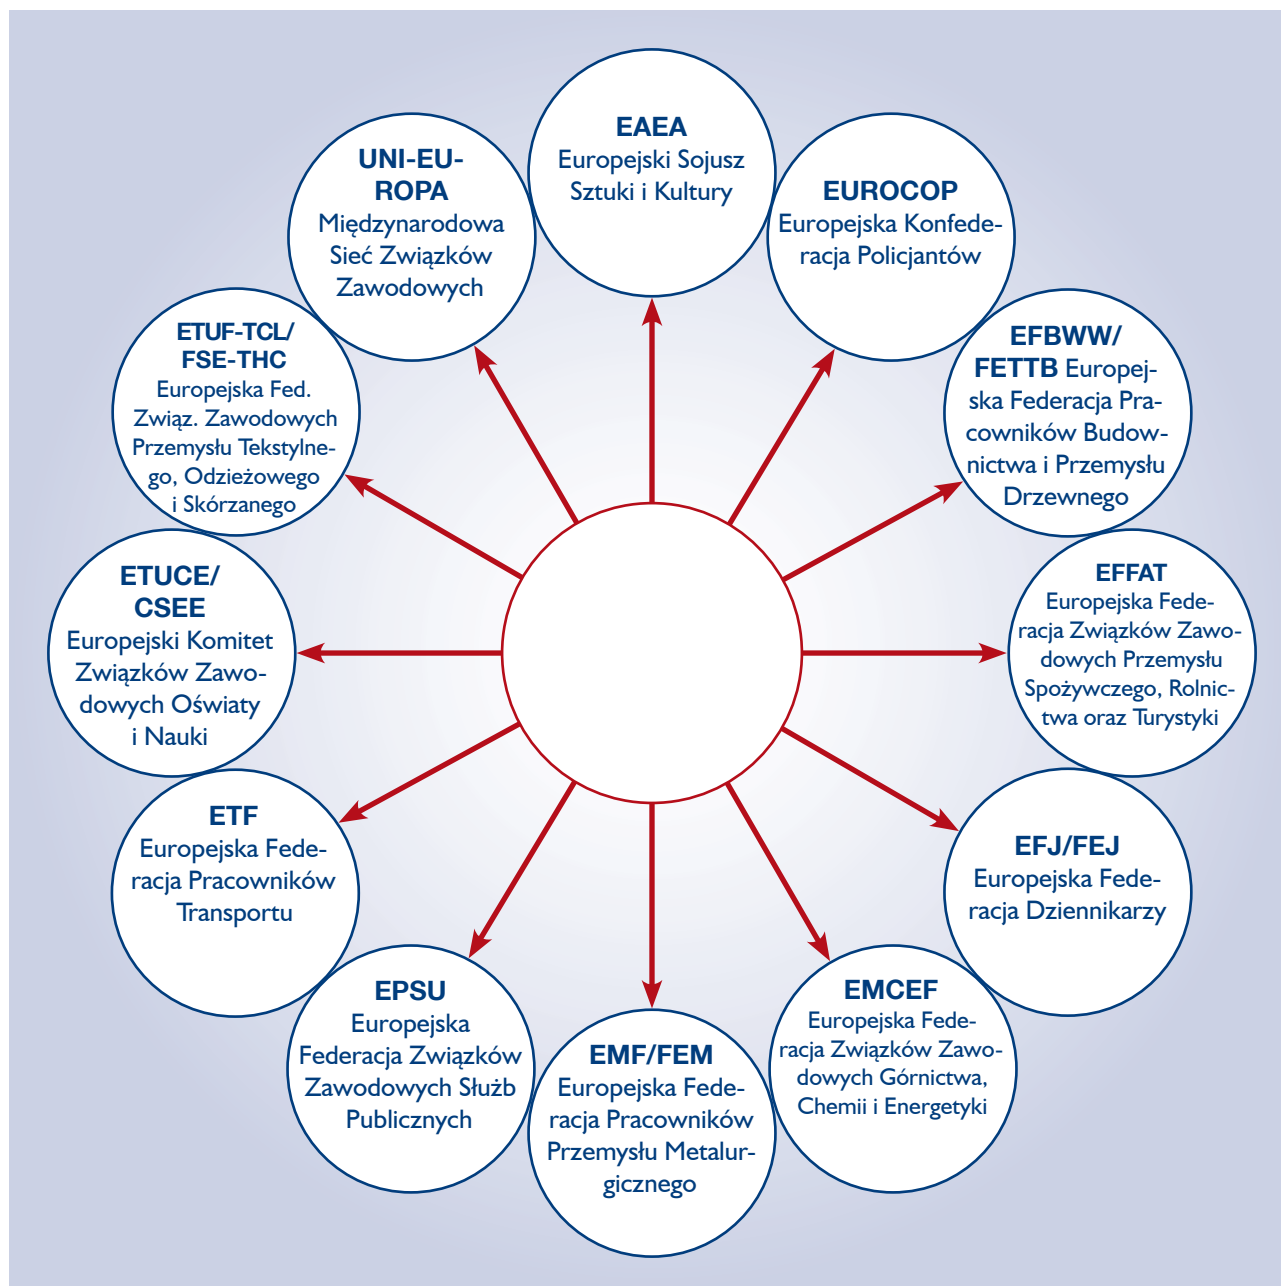 EAEA
Europejski Sojusz
Sztuki i Kultury
EUROCOP
Europejska Konfede-
racja Policjantów
EFBWW/
FETTB Europej-
ska Federacja Pra-
cowników Budow-
nictwa i Przemysłu
Drzewnego
EFFAT
Europejska Fede-
racja Związków Zawo-
dowych Przemysłu
Spożywczego, Rolnic-
twa oraz Turystyki
EFJ/FEJ
Europejska Fede-
racja Dziennikarzy
EMCEF
Europejska Fede-
racja Związków Zawo-
dowych Górnictwa,
Chemii i Energetyki
EMF/FEM
Europejska Fede-
racja Pracowników
Przemysłu Metalur-
gicznego
EPSU
Europejska
Federacja Związków
Zawodowych Służb
Publicznych
ETF
Europejska Fede-
racja Pracowników
Transportu
ETUCE/
CSEE
Europejski Komitet
Związków Zawo-
dowych Oświaty
i Nauki
ETUF-TCL/
FSE-THC
Europejska Fed.
Związ. Zawodowych
Przemysłu Tekstylne-
go, Odzieżowego
i Skórzanego
UNI-EU-
ROPA
Międzynarodowa
Sieć Związków
Zawodowych